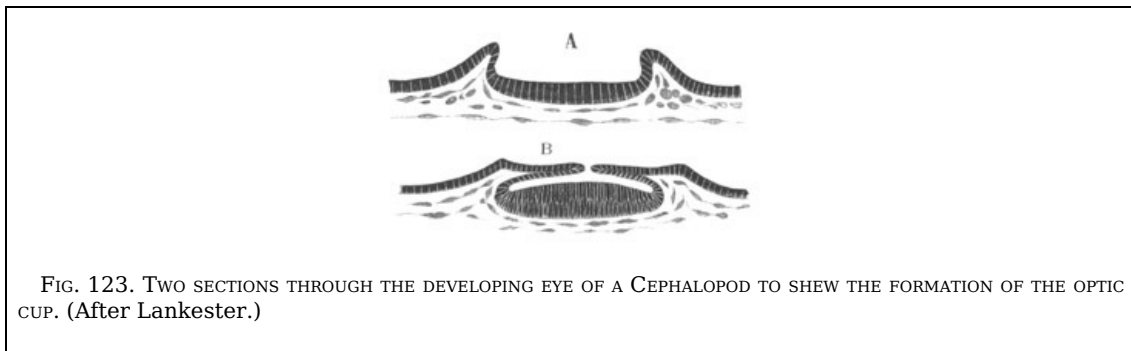 A
B
FIG. 123. TWO SECTIONS THROUGH THE DEVELOPING EYE OF A CEPHALOPOD TO SHEW THE FORMATION OF THE OPTIC
CUP. (After Lankester.)